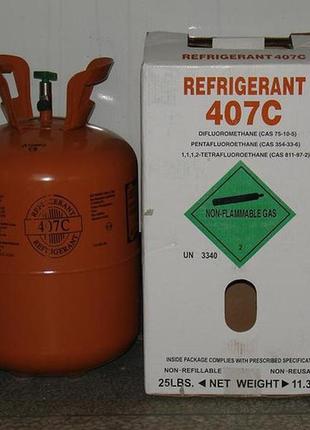 REFRIGERANT
407C
REFRIGERANT
REFRIGERANT
407C
DIFLUOROMETHANE (CAS 75-10-5)
PENTAFLUOROETHANE (CAS 354-33-6)
1,1,1,2-TETRAFLUOROETHANE (CAS 811-97-2)
NON-FLAMMABLE GAS
2
UN 3340
INSIDE PACKAGE COMPLIES WITH PRESCRIBED SPECIFICAT
NON-REFILLABLE NON-REUSA
25LBS. ◄ NET WEIGHT ► 11.3